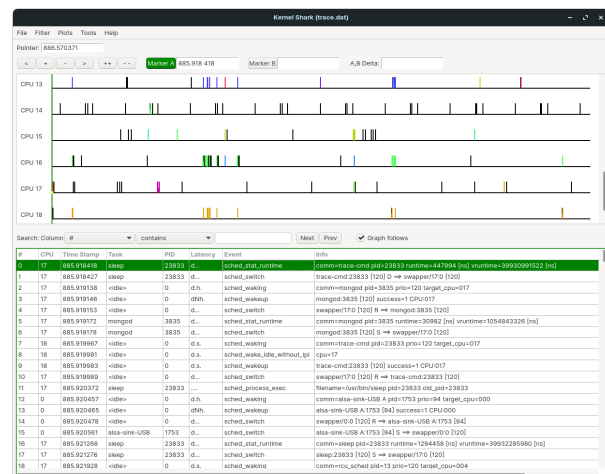 Kernel Shark (trace.dat)
File Filter Plots Tools Help
Pointer: 886.570371
< + - > ++ -- Marker A 885.918 418 Marker B A,B Delta:
CPU 13
CPU 14
CPU 15
CPU 16
CPU 17
CPU 18
Search: Column # contains Next Prev Graph follows
# CPU Time Stamp Task PID Latency Event Info
0 17 885.918418 sleep 23833 d... sched_stat_runtime comm=trace-cmd pid=23833 runtime=447994 [ns] vruntime=39930991522 [ns]
1 17 885.918427 sleep 23833 d... sched_switch trace-cmd:23833 [120] D ⟹ swapper/17:0 [120]
2 17 885.919138 <idle> 0 d.h. sched_waking comm=mongod pid=3835 prio=120 target_cpu=017
3 17 885.919146 <idle> 0 dNh. sched_wakeup mongod:3835 [120] success=1 CPU:017
4 17 885.919153 <idle> 0 d... sched_switch swapper/17:0 [120] R ⟹ mongod:3835 [120]
5 17 885.919172 mongod 3835 d... sched_stat_runtime comm=mongod pid=3835 runtime=30982 [ns] vruntime=1054843326 [ns]
6 17 885.919178 mongod 3835 d... sched_switch mongod:3835 [120] S ⟹ swapper/17:0 [120]
7 18 885.919967 <idle> 0 d.s. sched_waking comm=trace-cmd pid=23833 prio=120 target_cpu=017
8 18 885.919981 <idle> 0 d.s. sched_wake_idle_without_ipi cpu=17
9 18 885.919983 <idle> 0 d.s. sched_wakeup trace-cmd:23833 [120] success=1 CPU:017
10 17 885.919989 <idle> 0 d... sched_switch swapper/17:0 [120] R ⟹ trace-cmd:23833 [120]
11 17 885.920372 sleep 23833 .... sched_process_exec filename=/usr/bin/sleep pid=23833 old_pid=23833
12 0 885.920457 <idle> 0 d.h. sched_waking comm=alsa-sink-USB A pid=1753 prio=94 target_cpu=000
13 0 885.920465 <idle> 0 dNh. sched_wakeup alsa-sink-USB A:1753 [94] success=1 CPU:000
14 0 885.920478 <idle> 0 d... sched_switch swapper/0:0 [120] R ⟹ alsa-sink-USB A:1753 [94]
15 0 885.920561 alsa-sink-USB 1753 d... sched_switch alsa-sink-USB A:1753 [94] S ⟹ swapper/0:0 [120]
16 17 885.921268 sleep 23833 d... sched_stat_runtime comm=sleep pid=23833 runtime=1294458 [ns] vruntime=39932285980 [ns]
17 17 885.921276 sleep 23833 d... sched_switch sleep:23833 [120] S ⟹ swapper/17:0 [120]
18 18 885.921928 <idle> 0 d.s. sched_waking comm=rcu_sched pid=13 prio=120 target_cpu=004